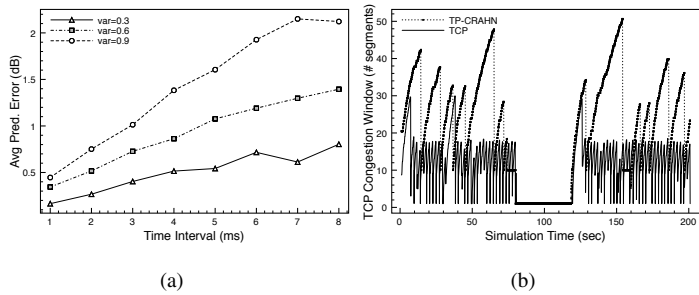 var=0.3
var=0.6
var=0.9
Avg Pred. Error (dB)
2
1.5
1
0.5
1 2 3 4 5 6 7 8
Time Interval (ms)
(a)
TP-CRAHN
TCP
TCP Congestion Window (# segments)
50
40
30
20
10
0
0 50 100 150 200
Simulation Time (sec)
(b)